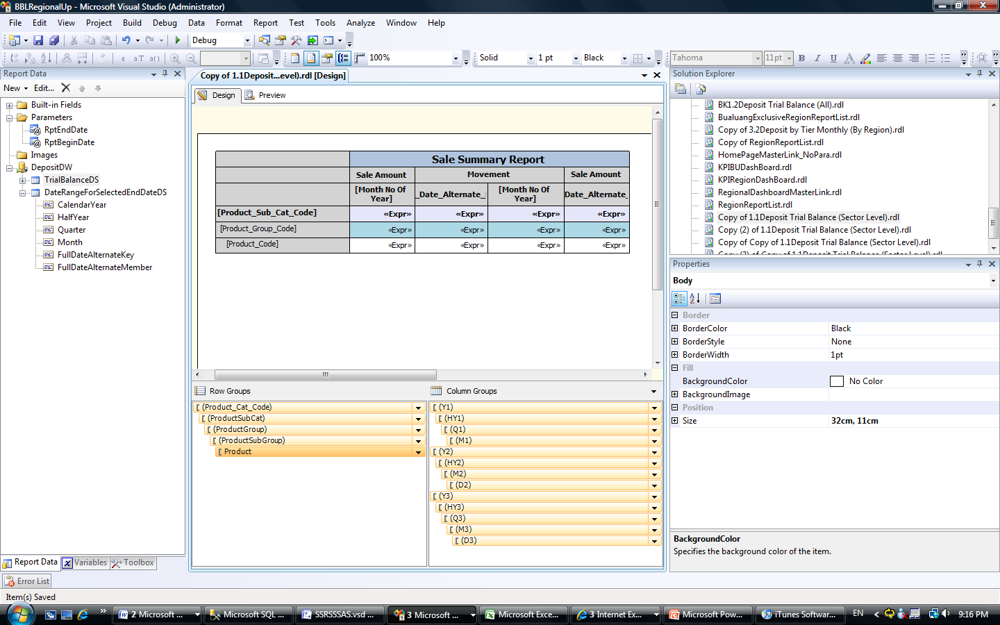 BBLRegionalUp - Microsoft Visual Studio (Administrator)
File Edit View Project Build Debug Data Format Report Test Tools Analyze Window Help
Debug
100% Solid 1 pt Black Tahoma 11pt B I U A
Report Data
New Edit...
Built-in Fields
Parameters
RptEndDate
RptBeginDate
Images
DepositDW
TrialBalanceDS
DateRangeForSelectedEndDateDS
CalendarYear
HalfYear
Quarter
Month
FullDateAlternateKey
FullDateAlternateMember
Report Data Variables Toolbox
Error List
Item(s) Saved
Copy of 1.1Deposit...evel).rdl [Design]
Design Preview
Sale Summary Report
Sale Amount Movement Sale Amount
[Month No Of Year] _Date_Alternate_ [Month No Of Year] Date_Alternate_
[Product_Sub_Cat_Code] «Expr» «Expr» «Expr» «Expr»
[Product_Group_Code] «Expr» «Expr» «Expr» «Expr»
[Product_Code] «Expr» «Expr» «Expr» «Expr»
Row Groups
(Product_Cat_Code)
(ProductSubCat)
(ProductGroup)
(ProductSubGroup)
Product
Column Groups
(Y1)
(HY1)
(Q1)
(M1)
(Y2)
(HY2)
(M2)
(D2)
(Y3)
(HY3)
(Q3)
(M3)
(D3)
Solution Explorer
BK1.2Deposit Trial Balance (All).rdl
BualuangExclusiveRegionReportList.rdl
Copy of 3.2Deposit by Tier Monthly (By Region).rdl
Copy of RegionReportList.rdl
HomePageMasterLink_NoPara.rdl
KPIBUDashBoard.rdl
KPIRegionDashBoard.rdl
RegionalDashboardMasterLink.rdl
RegionReportList.rdl
Copy of 1.1Deposit Trial Balance (Sector Level).rdl
Copy (2) of 1.1Deposit Trial Balance (Sector Level).rdl
Copy of Copy of 1.1Deposit Trial Balance (Sector Level).rdl
Copy (2) of Copy of 1.1Deposit Trial Balance (Sector Level).rdl
Properties
Body
Border
BorderColor Black
BorderStyle None
BorderWidth 1pt
Fill
BackgroundColor No Color
BackgroundImage
Position
Size 32cm, 11cm
BackgroundColor
Specifies the background color of the item.
2 Microsoft ... Microsoft SQL ... SSRSSSAS.vsd ... 3 Microsoft ... Microsoft Exce... 3 Internet Ex... Microsoft Pow... iTunes Softwar... EN 9:16 PM